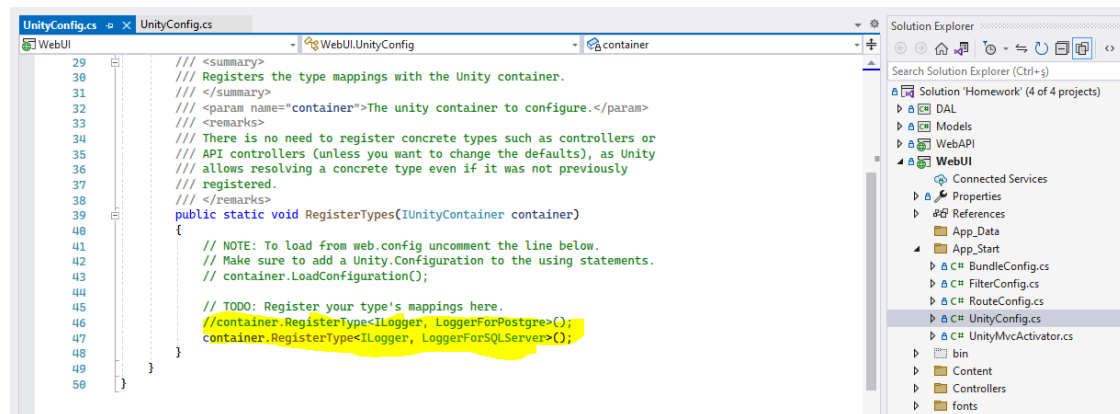 UnityConfig.cs
UnityConfig.cs
WebUI
WebUI.UnityConfig
container
29 /// <summary>
30 /// Registers the type mappings with the Unity container.
31 /// </summary>
32 /// <param name="container">The unity container to configure.</param>
33 /// <remarks>
34 /// There is no need to register concrete types such as controllers or
35 /// API controllers (unless you want to change the defaults), as Unity
36 /// allows resolving a concrete type even if it was not previously
37 /// registered.
38 /// </remarks>
39 public static void RegisterTypes(IUnityContainer container)
40 {
41 // NOTE: To load from web.config uncomment the line below.
42 // Make sure to add a Unity.Configuration to the using statements.
43 // container.LoadConfiguration();
44
45 // TODO: Register your type's mappings here.
46 //container.RegisterType<ILogger, LoggerForPostgre>();
47 container.RegisterType<ILogger, LoggerForSQLServer>();
48 }
49 }
50 }
Solution Explorer
Search Solution Explorer (Ctrl+ş)
Solution 'Homework' (4 of 4 projects)
C# DAL
C# Models
WebAPI
WebUI
Connected Services
Properties
References
App_Data
App_Start
C# BundleConfig.cs
C# FilterConfig.cs
C# RouteConfig.cs
C# UnityConfig.cs
C# UnityMvcActivator.cs
bin
Content
Controllers
fonts